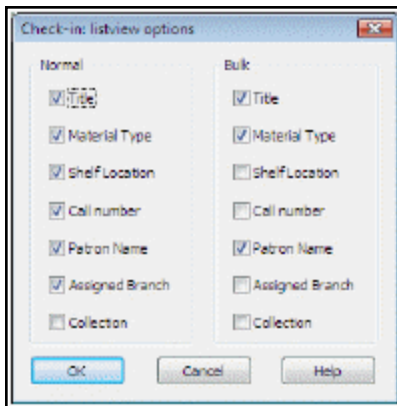 Check-in: listview options
Normal
Title
Material Type
Shelf Location
Call number
Patron Name
Assigned Branch
Collection
Bulk
Title
Material Type
Shelf Location
Call number
Patron Name
Assigned Branch
Collection
OK
Cancel
Help